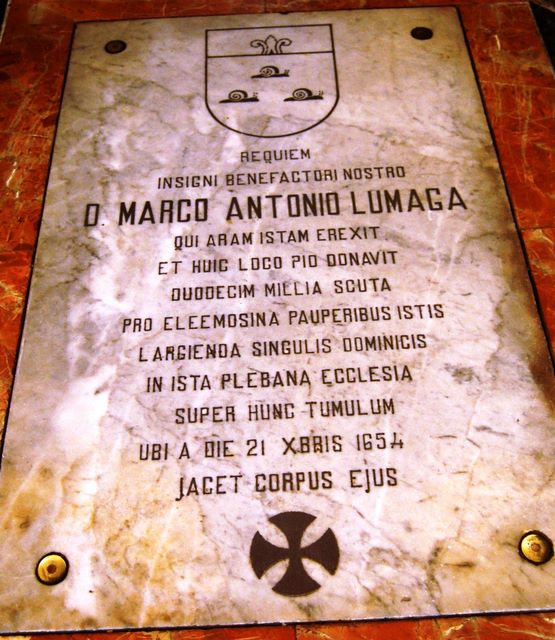 REQUIEM
INSIGNI BENEFACTORI NOSTRO
D. MARCO ANTONIO LUMAGA
QUI ARAM ISTAM EREXIT
ET HUIC LOCO PIO DONAVIT
DUODECIM MILLIA SCUTA
PRO ELEEMOSINA PAUPERIBUS ISTIS
LARGIENDA SINGULIS DOMINICIS
IN ISTA PLEBANA ECCLESIA
SUPER HUNC TUMULUM
UBI A DIE 21 XBRIS 1654
JACET CORPUS EJUS